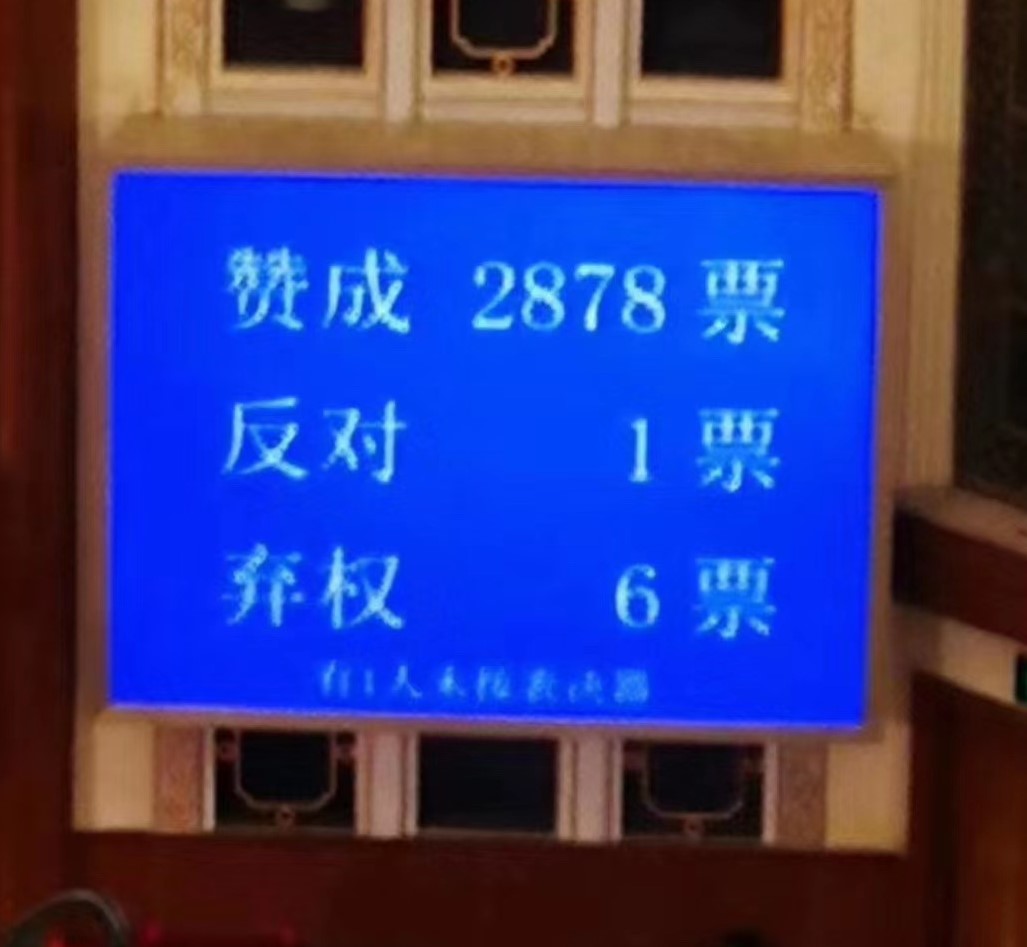 赞成 2878 票
反对 1 票
弃权 6 票
有1人未按表决器